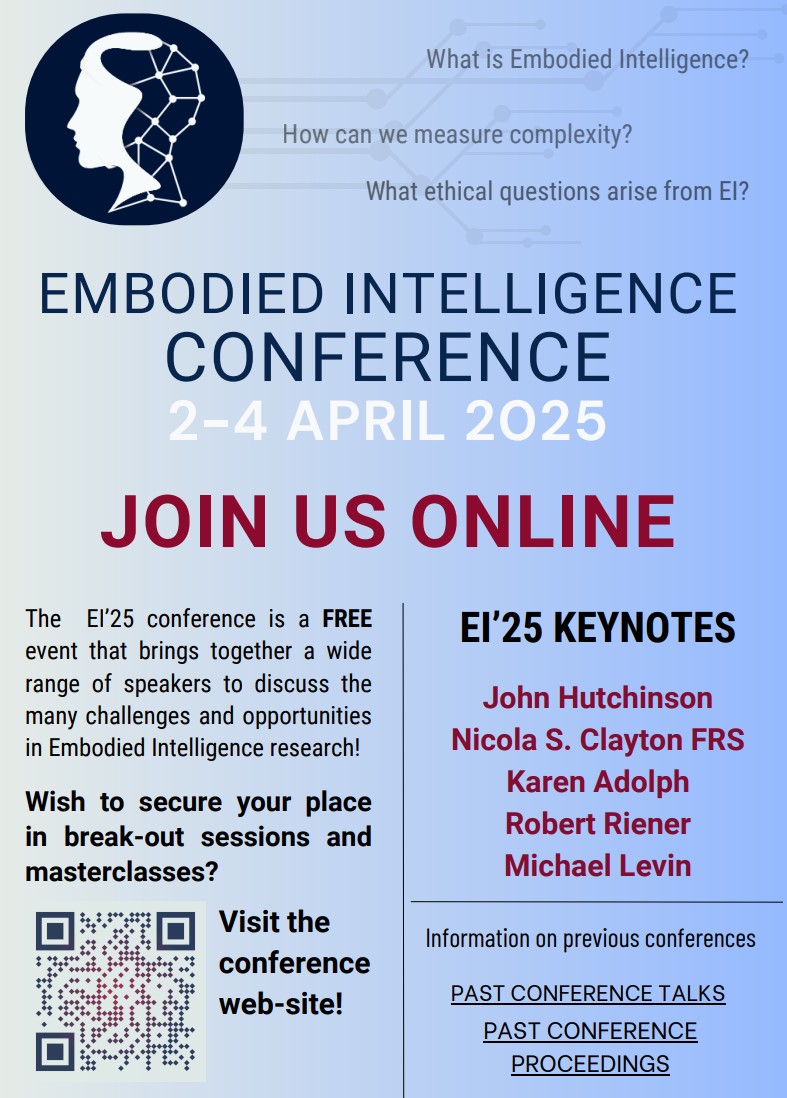 What is Embodied Intelligence?
How can we measure complexity?
What ethical questions arise from EI?
EMBODIED INTELLIGENCE
CONFERENCE
2-4 APRIL 2025
JOIN US ONLINE
The EI’25 conference is a FREE
event that brings together a wide
range of speakers to discuss the
many challenges and opportunities
in Embodied Intelligence research!
Wish to secure your place
in break-out sessions and
masterclasses?
Visit the
conference
web-site!
EI’25 KEYNOTES
John Hutchinson
Nicola S. Clayton FRS
Karen Adolph
Robert Riener
Michael Levin
Information on previous conferences
PAST CONFERENCE TALKS
PAST CONFERENCE
PROCEEDINGS